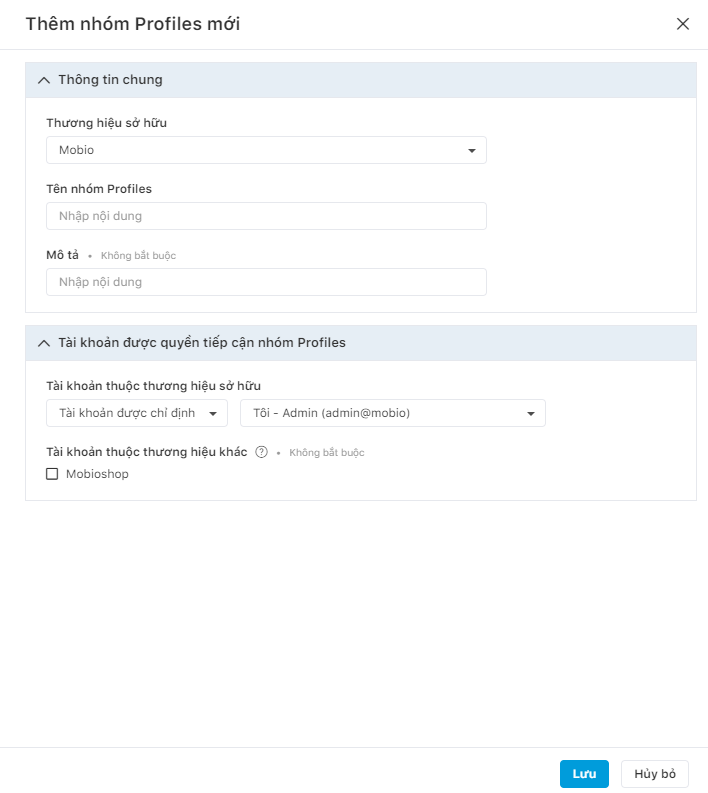 Thêm nhóm Profiles mới
Thông tin chung
Thương hiệu sở hữu
Mobio
Tên nhóm Profiles
Nhập nội dung
Mô tả • Không bắt buộc
Nhập nội dung
Tài khoản được quyền tiếp cận nhóm Profiles
Tài khoản thuộc thương hiệu sở hữu
Tài khoản được chỉ định Tôi - Admin (admin@mobio)
Tài khoản thuộc thương hiệu khác ? • Không bắt buộc
Mobioshop
Lưu Hủy bỏ